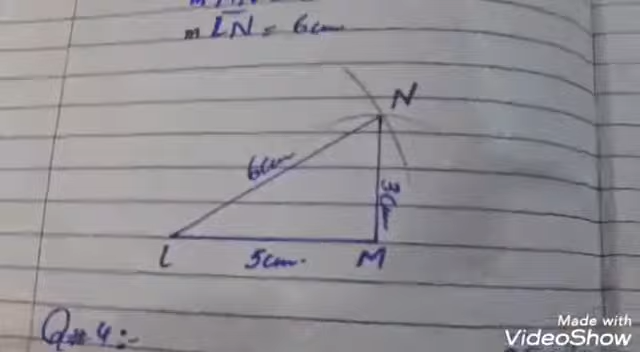 m LN = 6cm
N
6cm
3cm
L 5cm. M
Q# 4:-
Made with
VideoShow